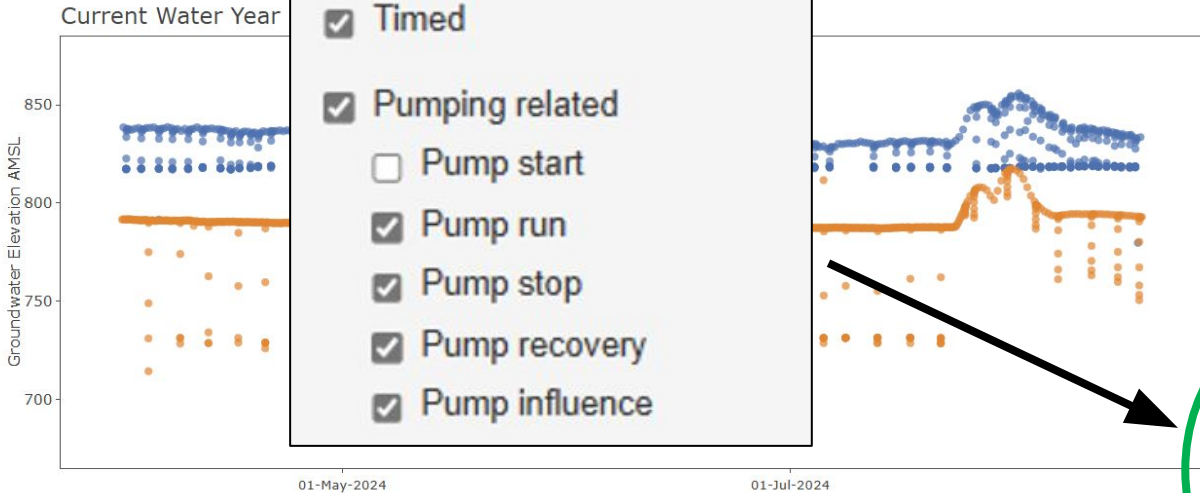 Current Water Year
Timed
Pumping related
Pump start
Pump run
Pump stop
Pump recovery
Pump influence
Groundwater Elevation AMSL
850
800
750
700
01-May-2024
01-Jul-2024